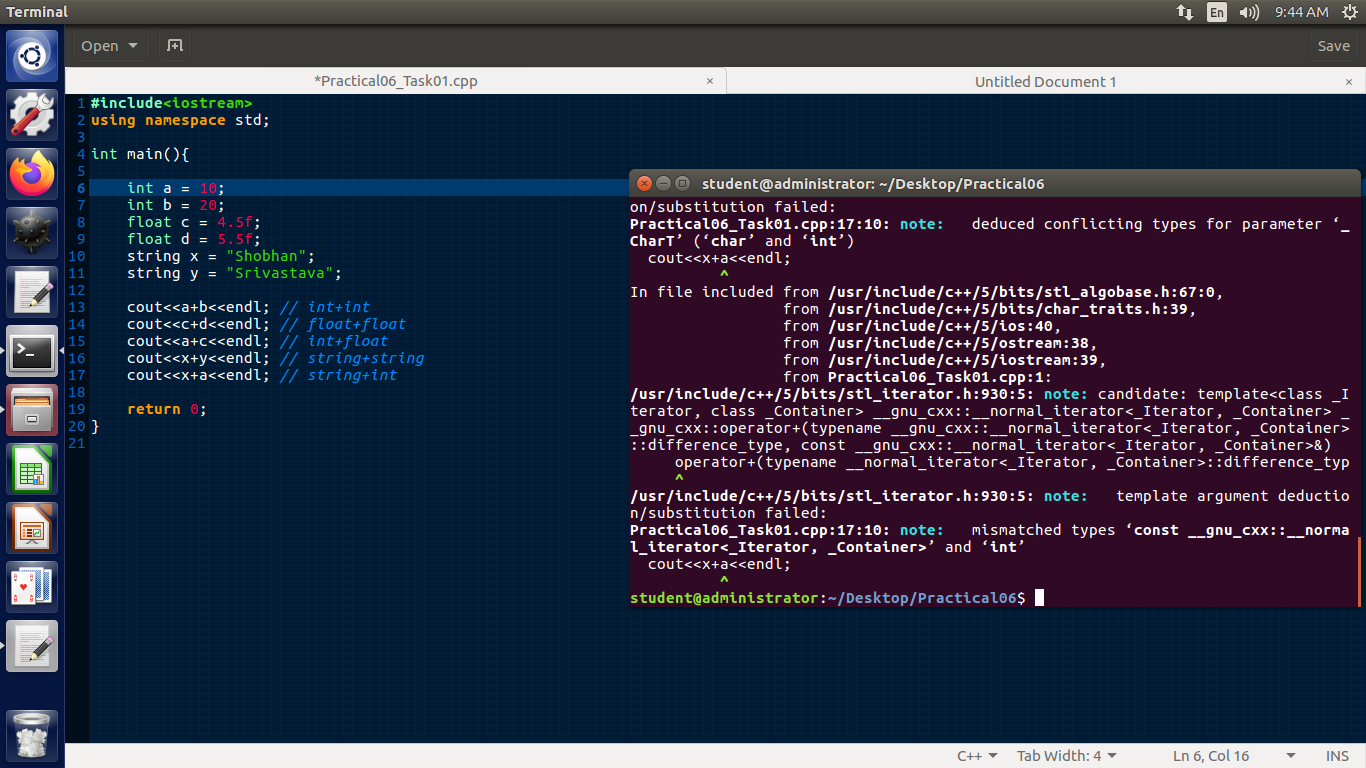 Terminal
En
9:44 AM
Open
Save
*Practical06_Task01.cpp ×
Untitled Document 1 ×
1 #include<iostream>
2 using namespace std;
3
4 int main(){
5
6     int a = 10;
7     int b = 20;
8     float c = 4.5f;
9     float d = 5.5f;
10     string x = "Shobhan";
11     string y = "Srivastava";
12
13     cout<<a+b<<endl; // int+int
14     cout<<c+d<<endl; // float+float
15     cout<<a+c<<endl; // int+float
16     cout<<x+y<<endl; // string+string
17     cout<<x+a<<endl; // string+int
18
19     return 0;
20 }
21
student@administrator: ~/Desktop/Practical06
on/substitution failed:
Practical06_Task01.cpp:17:10: note:   deduced conflicting types for parameter ‘_
CharT’ (‘char’ and ‘int’)
  cout<<x+a<<endl;
          ^
In file included from /usr/include/c++/5/bits/stl_algobase.h:67:0,
                 from /usr/include/c++/5/bits/char_traits.h:39,
                 from /usr/include/c++/5/ios:40,
                 from /usr/include/c++/5/ostream:38,
                 from /usr/include/c++/5/iostream:39,
                 from Practical06_Task01.cpp:1:
/usr/include/c++/5/bits/stl_iterator.h:930:5: note: candidate: template<class _I
terator, class _Container> __gnu_cxx::__normal_iterator<_Iterator, _Container> _
_gnu_cxx::operator+(typename __gnu_cxx::__normal_iterator<_Iterator, _Container>
::difference_type, const __gnu_cxx::__normal_iterator<_Iterator, _Container>&)
     operator+(typename __normal_iterator<_Iterator, _Container>::difference_typ
     ^
/usr/include/c++/5/bits/stl_iterator.h:930:5: note:   template argument deductio
n/substitution failed:
Practical06_Task01.cpp:17:10: note:   mismatched types ‘const __gnu_cxx::__norma
l_iterator<_Iterator, _Container>’ and ‘int’
  cout<<x+a<<endl;
          ^
student@administrator:~/Desktop/Practical06$
C++
Tab Width: 4
Ln 6, Col 16
INS